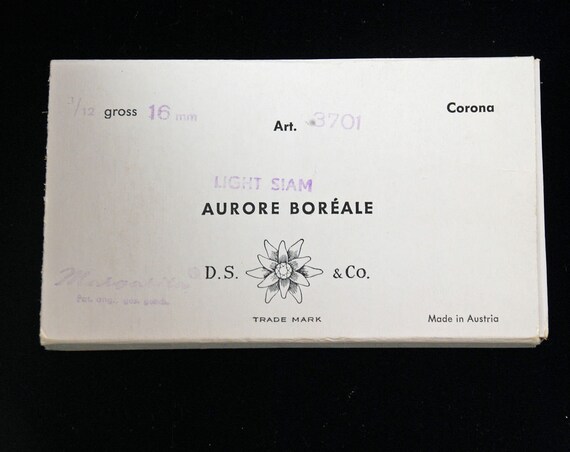 1/12 gross 16 mm
Art. 3701
Corona
LIGHT SIAM
AURORE BORÉALE
D.S. & Co.
TRADE MARK
Made in Austria